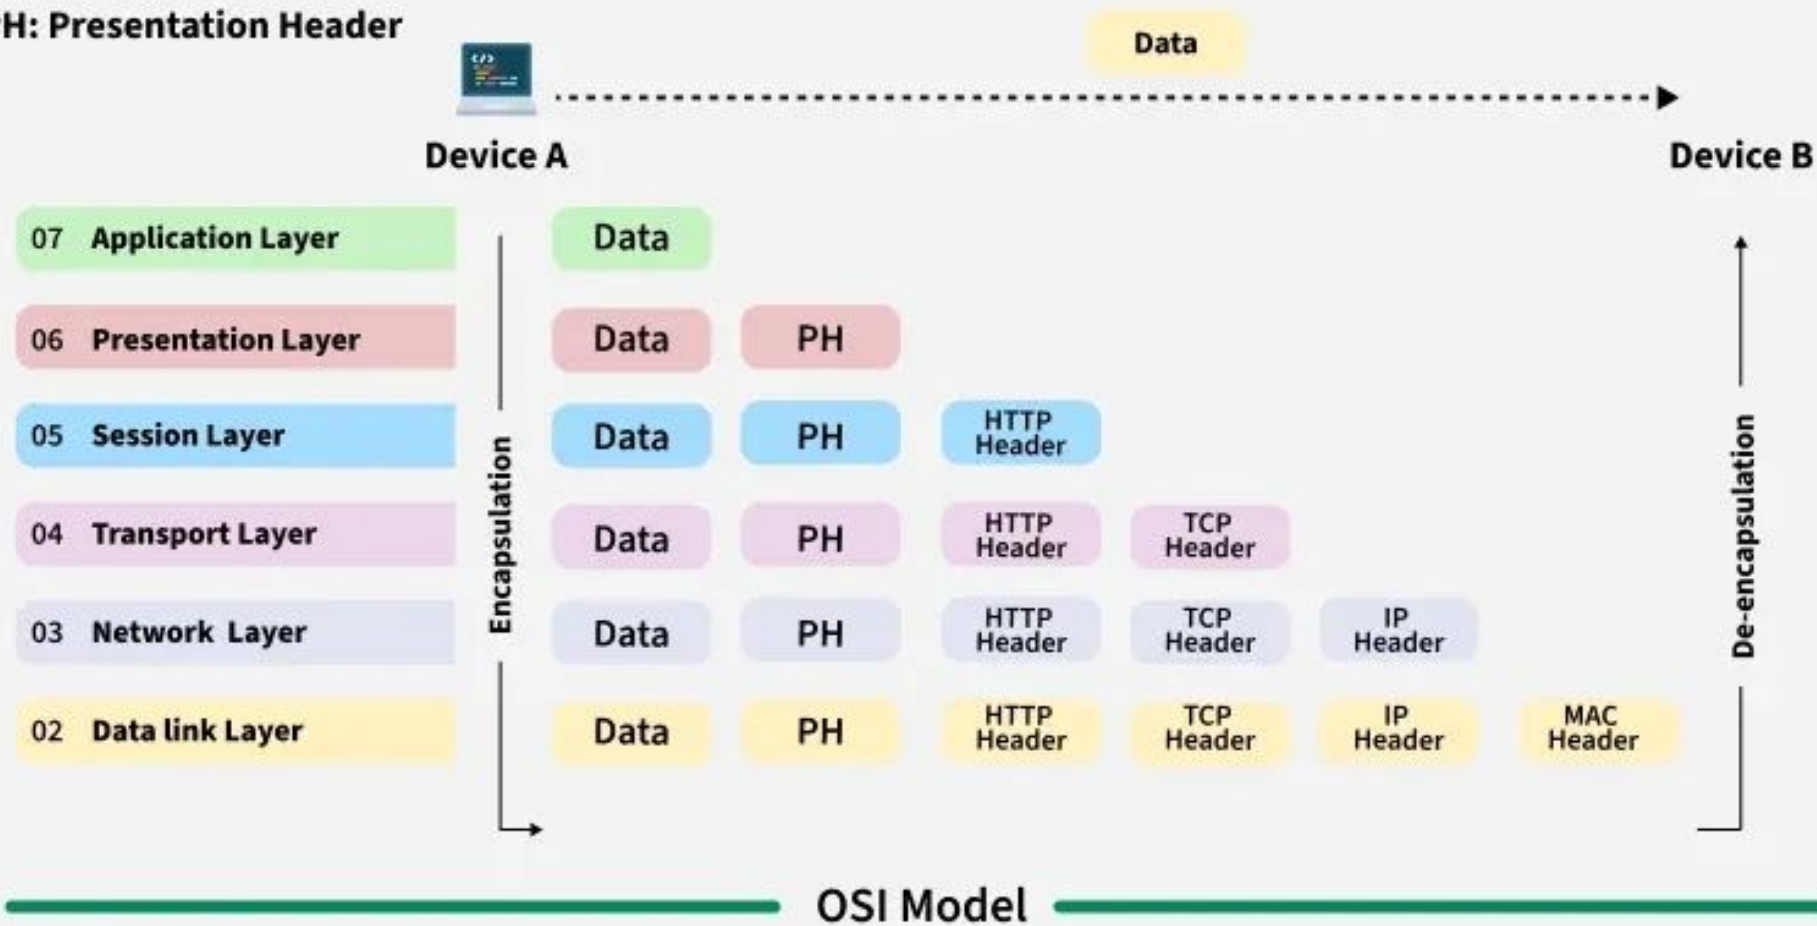 H: Presentation Header
</>
Data
Device A
Device B
07 Application Layer
Data
06 Presentation Layer
Data
PH
05 Session Layer
Data
PH
HTTP
Header
04 Transport Layer
Data
PH
HTTP
Header
TCP
Header
03 Network Layer
Data
PH
HTTP
Header
TCP
Header
IP
Header
02 Data link Layer
Data
PH
HTTP
Header
TCP
Header
IP
Header
MAC
Header
Encapsulation
De-encapsulation
OSI Model